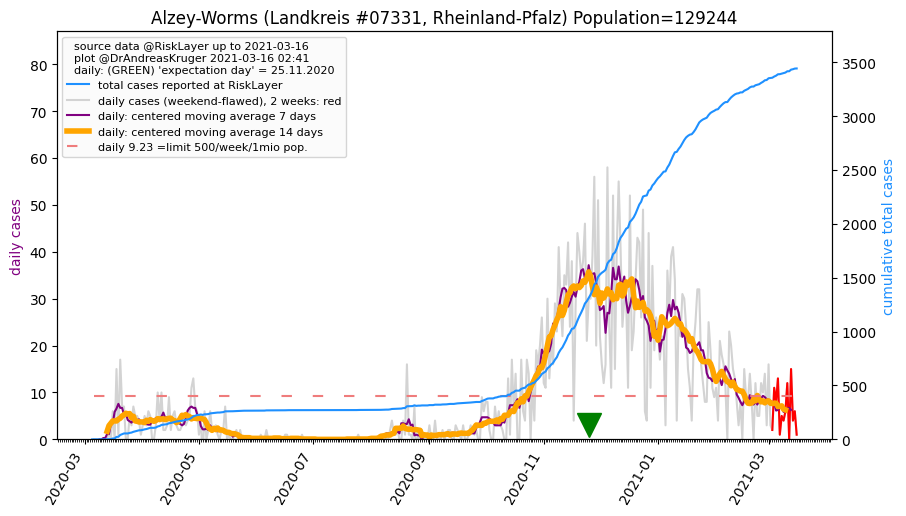 Alzey-Worms (Landkreis #07331, Rheinland-Pfalz) Population=129244
source data @RiskLayer up to 2021-03-16
plot @DrAndreasKruger 2021-03-16 02:41
daily: (GREEN) 'expectation day' = 25.11.2020
total cases reported at RiskLayer
daily cases (weekend-flawed), 2 weeks: red
daily: centered moving average 7 days
daily: centered moving average 14 days
daily 9.23 =limit 500/week/1mio pop.
daily cases
80
70
60
50
40
30
20
10
0
cumulative total cases
3500
3000
2500
2000
1500
1000
500
0
2020-03
2020-05
2020-07
2020-09
2020-11
2021-01
2021-03